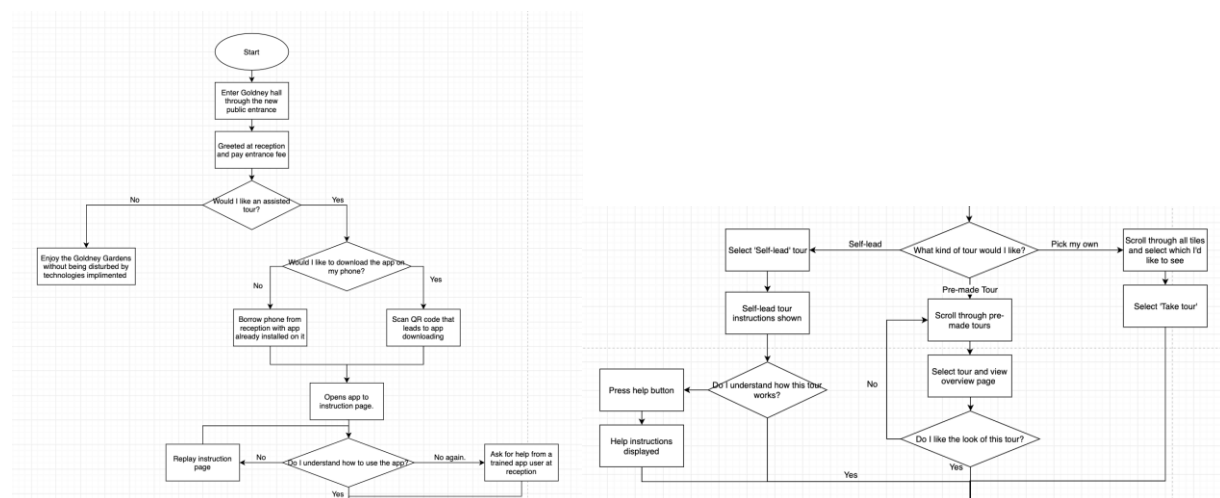 Start
Enter Goldney hall
through the new
public entrance
Greeted at reception
and pay entrance fee
Would I like an assisted
tour?
No
Yes
Enjoy the Goldney Gardens
without being disturbed by
technologies implimented
Would I like to download the app on
my phone?
No
Yes
Borrow phone from
reception with app
already installed on it
Scan QR code that
leads to app
downloading
Opens app to
instruction page.
Replay instruction
page
No
Do I understand how to use the app?
No again.
Ask for help from a
trained app user at
reception
Yes
Select 'Self-lead' tour
Self-lead
What kind of tour would I like?
Pick my own
Scroll through all tiles
and select which I'd
like to see
Self-lead tour
instructions shown
Pre-made Tour
Scroll through pre-
made tours
Select 'Take tour'
Press help button
Do I understand how this tour
works?
No
Select tour and view
overview page
Help instructions
displayed
Do I like the look of this tour?
Yes
Yes